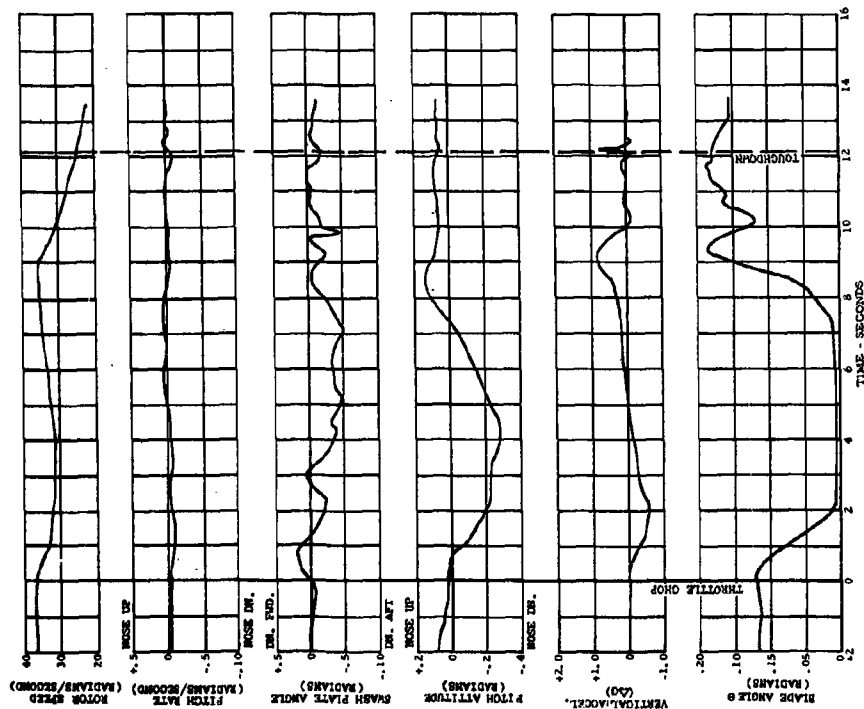 ROTOR SPEED
(RADIANS/SECOND)
40
30
20
PITCH RATE
(RADIANS/SECOND)
NOSE UP
+.5
0
-.5
-.10
NOSE DN.
SWASH PLATE ANGLE
(RADIANS)
DN. FWD.
+.5
0
-.5
-.10
DN. AFT
PITCH ATTITUDE
(RADIANS)
NOSE UP
+.2
0
-.2
-.4
NOSE DN.
VERTICAL ACCEL.
(ΔG)
+2.0
+1.0
0
-1.0
BLADE ANGLE θ
(RADIANS)
.20
.15
.10
.05
0
THROTTLE CHOP
TOUCHDOWN
+2
0
2
4
6
8
10
12
14
16
TIME - SECONDS